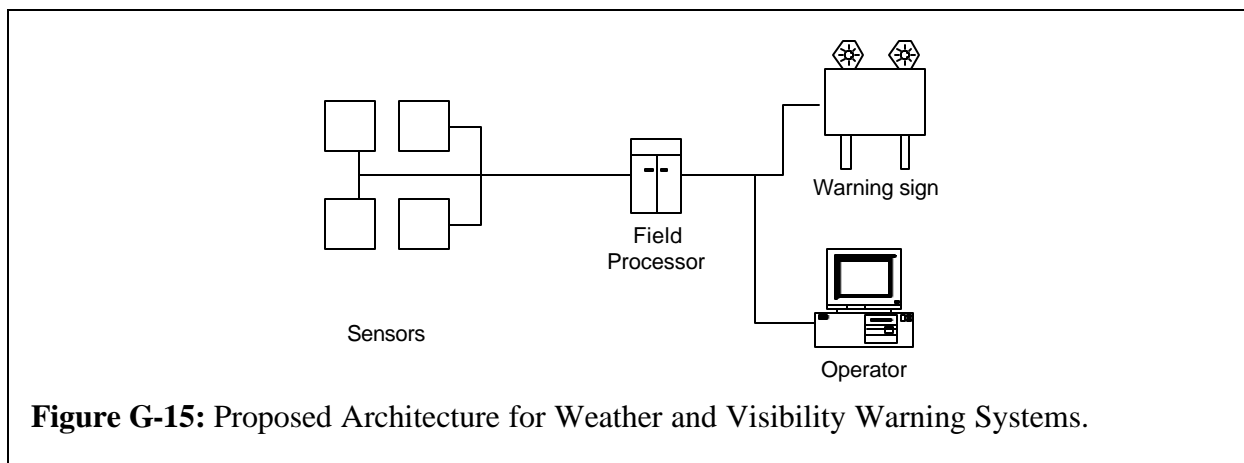 Warning sign
Field
Processor
Sensors
Operator
Figure G-15: Proposed Architecture for Weather and Visibility Warning Systems.